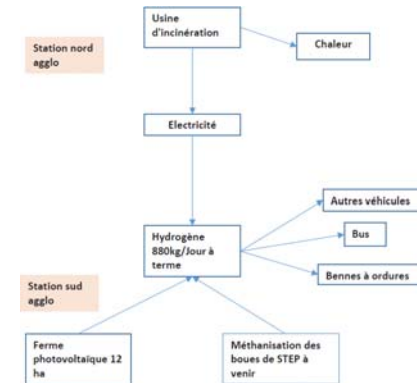 Usine
d'incinération
Station nord
agglo
Chaleur
Electricité
Autres véhicules
Hydrogène
880kg/Jour à
terme
Bus
Bennes à ordures
Station sud
agglo
Ferme
photovoltaïque 12
ha
Méthanisation des
boues de STEP à
venir